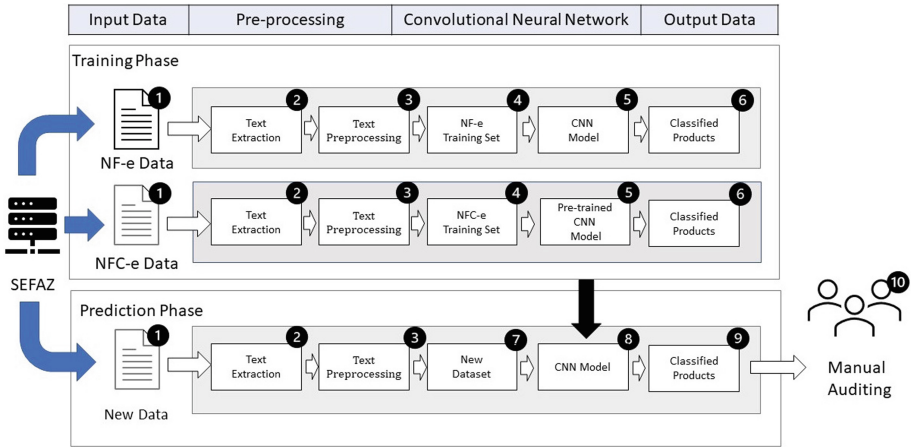 Input Data
Pre-processing
Convolutional Neural Network
Output Data
Training Phase
1
NF-e Data
2
Text
Extraction
3
Text
Preprocessing
4
NF-e
Training Set
5
CNN
Model
6
Classified
Products
SEFAZ
1
NFC-e Data
2
Text
Extraction
3
Text
Preprocessing
4
NFC-e
Training Set
5
Pre-trained
CNN
Model
6
Classified
Products
Prediction Phase
1
New Data
2
Text
Extraction
3
Text
Preprocessing
7
New
Dataset
8
CNN Model
9
Classified
Products
10
Manual
Auditing